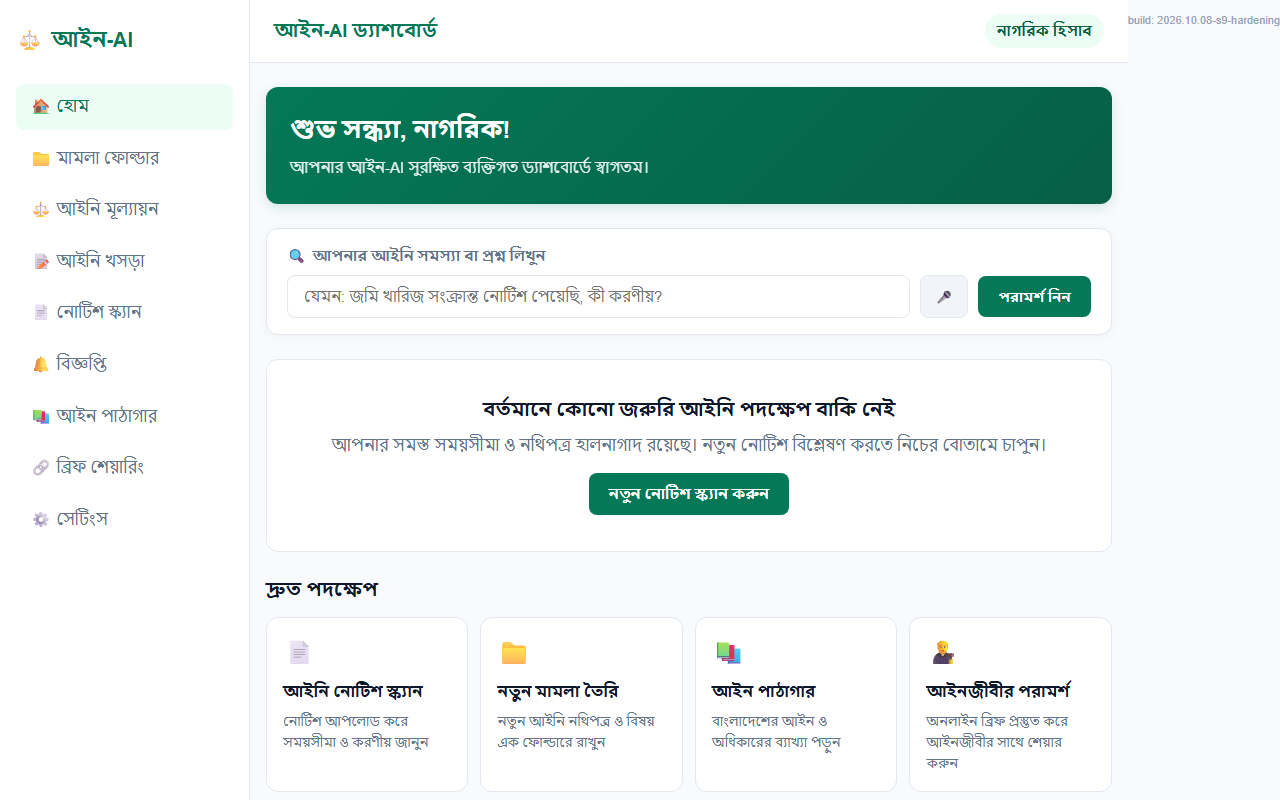 আইন-AI
হোম
মামলা ফোল্ডার
আইনি মূল্যায়ন
আইনি খসড়া
নোটিশ স্ক্যান
বিজ্ঞপ্তি
আইন পাঠাগার
ব্রিফ শেয়ারিং
সেটিংস
আইন-AI ড্যাশবোর্ড
নাগরিক হিসাব
build: 2026.10.08-s9-hardening
শুভ সন্ধ্যা, নাগরিক!
আপনার আইন-AI সুরক্ষিত ব্যক্তিগত ড্যাশবোর্ডে স্বাগতম।
আপনার আইনি সমস্যা বা প্রশ্ন লিখুন
যেমন: জমি খারিজ সংক্রান্ত নোটিশ পেয়েছি, কী করণীয়?
পরামর্শ নিন
বর্তমানে কোনো জরুরি আইনি পদক্ষেপ বাকি নেই
আপনার সমস্ত সময়সীমা ও নথিপত্র হালনাগাদ রয়েছে। নতুন নোটিশ বিশ্লেষণ করতে নিচের বোতামে চাপুন।
নতুন নোটিশ স্ক্যান করুন
দ্রুত পদক্ষেপ
আইনি নোটিশ স্ক্যান
নোটিশ আপলোড করে
সময়সীমা ও করণীয় জানুন
নতুন মামলা তৈরি
নতুন আইনি নথিপত্র ও বিষয়
এক ফোল্ডারে রাখুন
আইন পাঠাগার
বাংলাদেশের আইন ও
অধিকারের ব্যাখ্যা পড়ুন
আইনজীবীর পরামর্শ
অনলাইন ব্রিফ প্রস্তুত করে
আইনজীবীর সাথে শেয়ার
করুন